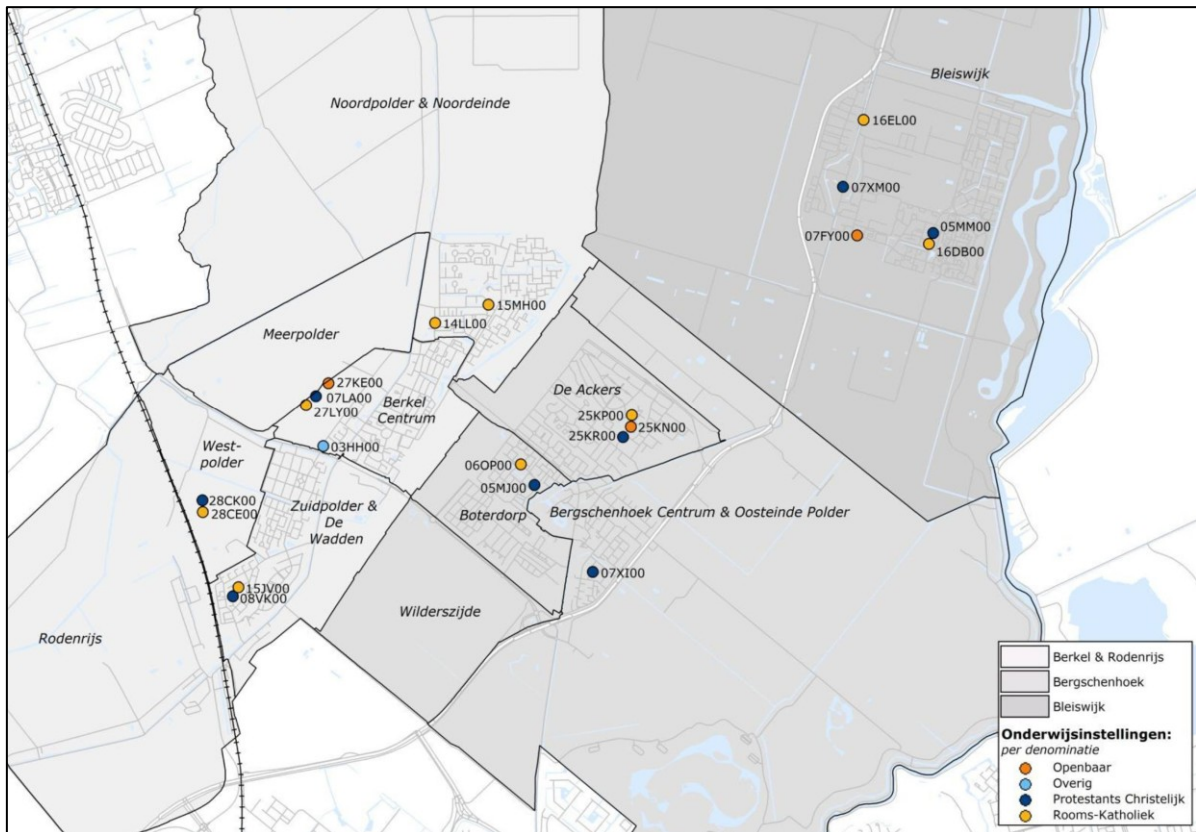 Bleiswijk
Noordpolder & Noordeinde
16EL00
07XM00
05MM00
07FY00
16DB00
15MH00
14LL00
Meerpolder
27KE00
07LA00
27LY00
Berkel
Centrum
De Ackers
25KP00
25KN00
25KR00
03HH00
West-
polder
06OP00
05MJ00
28CK00
28CE00
Zuidpolder &
De
Wadden
Boterdorp
Bergschenhoek Centrum & Oosteinde Polder
07XI00
15JV00
08VK00
Wilderszijde
Rodenrijs
Berkel & Rodenrijs
Bergschenhoek
Bleiswijk
Onderwijsinstellingen:
per denominatie
Openbaar
Overig
Protestants Christelijk
Rooms-Katholiek